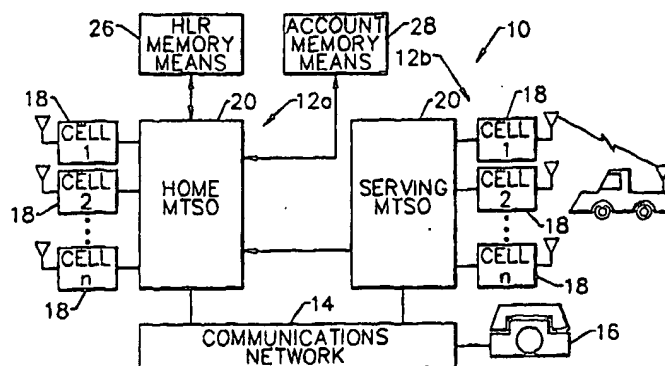 26
HLR
MEMORY
MEANS
ACCOUNT
MEMORY
MEANS
28
10
12b
18
20
12a
20
18
CELL
1
CELL
2
18
CELL
n
18
HOME
MTSO
SERVING
MTSO
CELL
1
CELL
2
18
CELL
n
18
14
COMMUNICATIONS
NETWORK
16